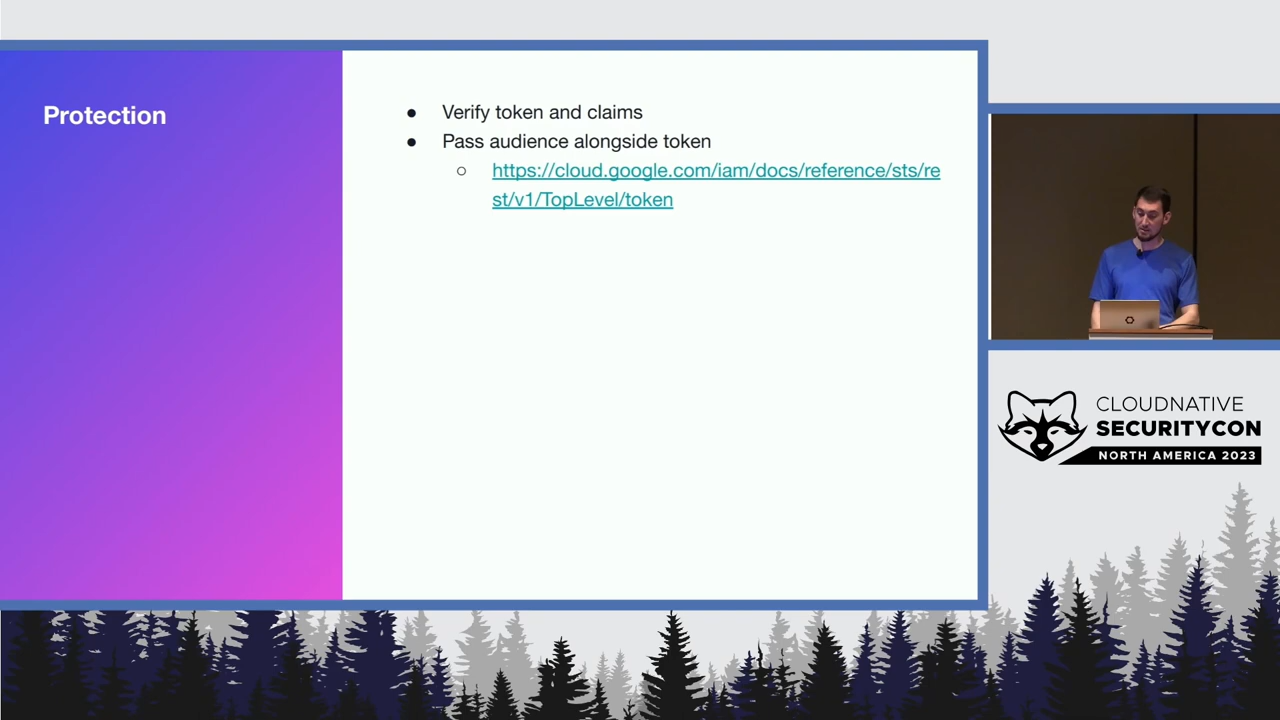 Protection
● Verify token and claims
● Pass audience alongside token
○ https://cloud.google.com/iam/docs/reference/sts/re
st/v1/TopLevel/token
CLOUDNATIVE
SECURITYCON
NORTH AMERICA 2023